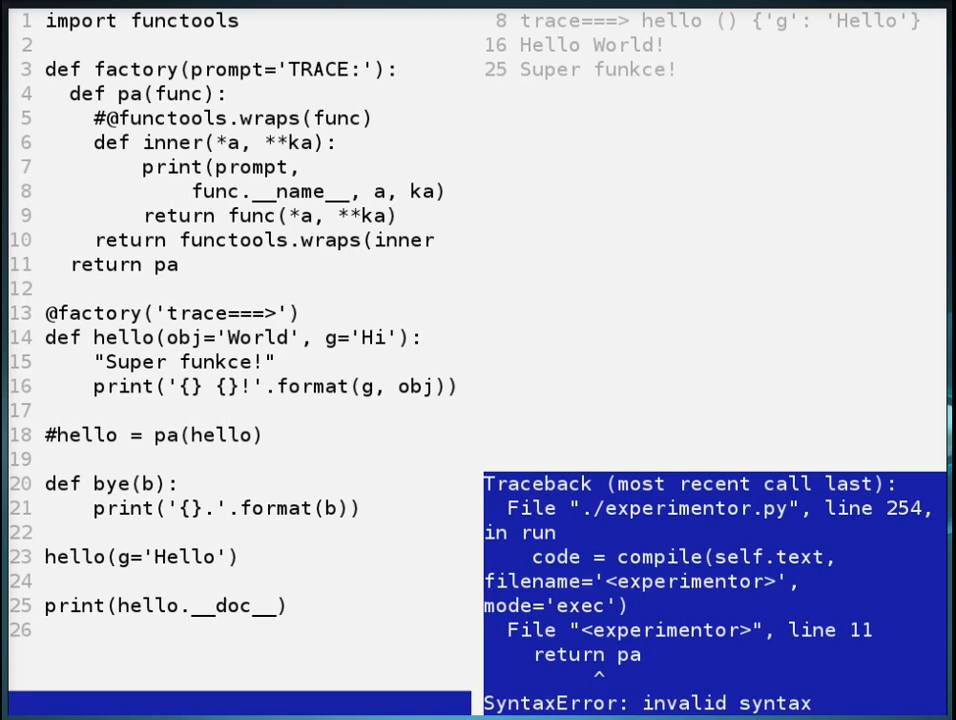 1 import functools
2
3 def factory(prompt='TRACE:'):
4   def pa(func):
5     #@functools.wraps(func)
6     def inner(*a, **ka):
7         print(prompt,
8             func.__name__, a, ka)
9         return func(*a, **ka)
10     return functools.wraps(inner
11   return pa
12
13 @factory('trace===>')
14 def hello(obj='World', g='Hi'):
15     "Super funkce!"
16     print('{} {}!'.format(g, obj))
17
18 #hello = pa(hello)
19
20 def bye(b):
21     print('{}.'.format(b))
22
23 hello(g='Hello')
24
25 print(hello.__doc__)
26
8 trace===> hello () {'g': 'Hello'}
16 Hello World!
25 Super funkce!
Traceback (most recent call last):
  File "./experimentor.py", line 254,
in run
    code = compile(self.text,
filename='<experimentor>',
mode='exec')
  File "<experimentor>", line 11
    return pa
         ^
SyntaxError: invalid syntax